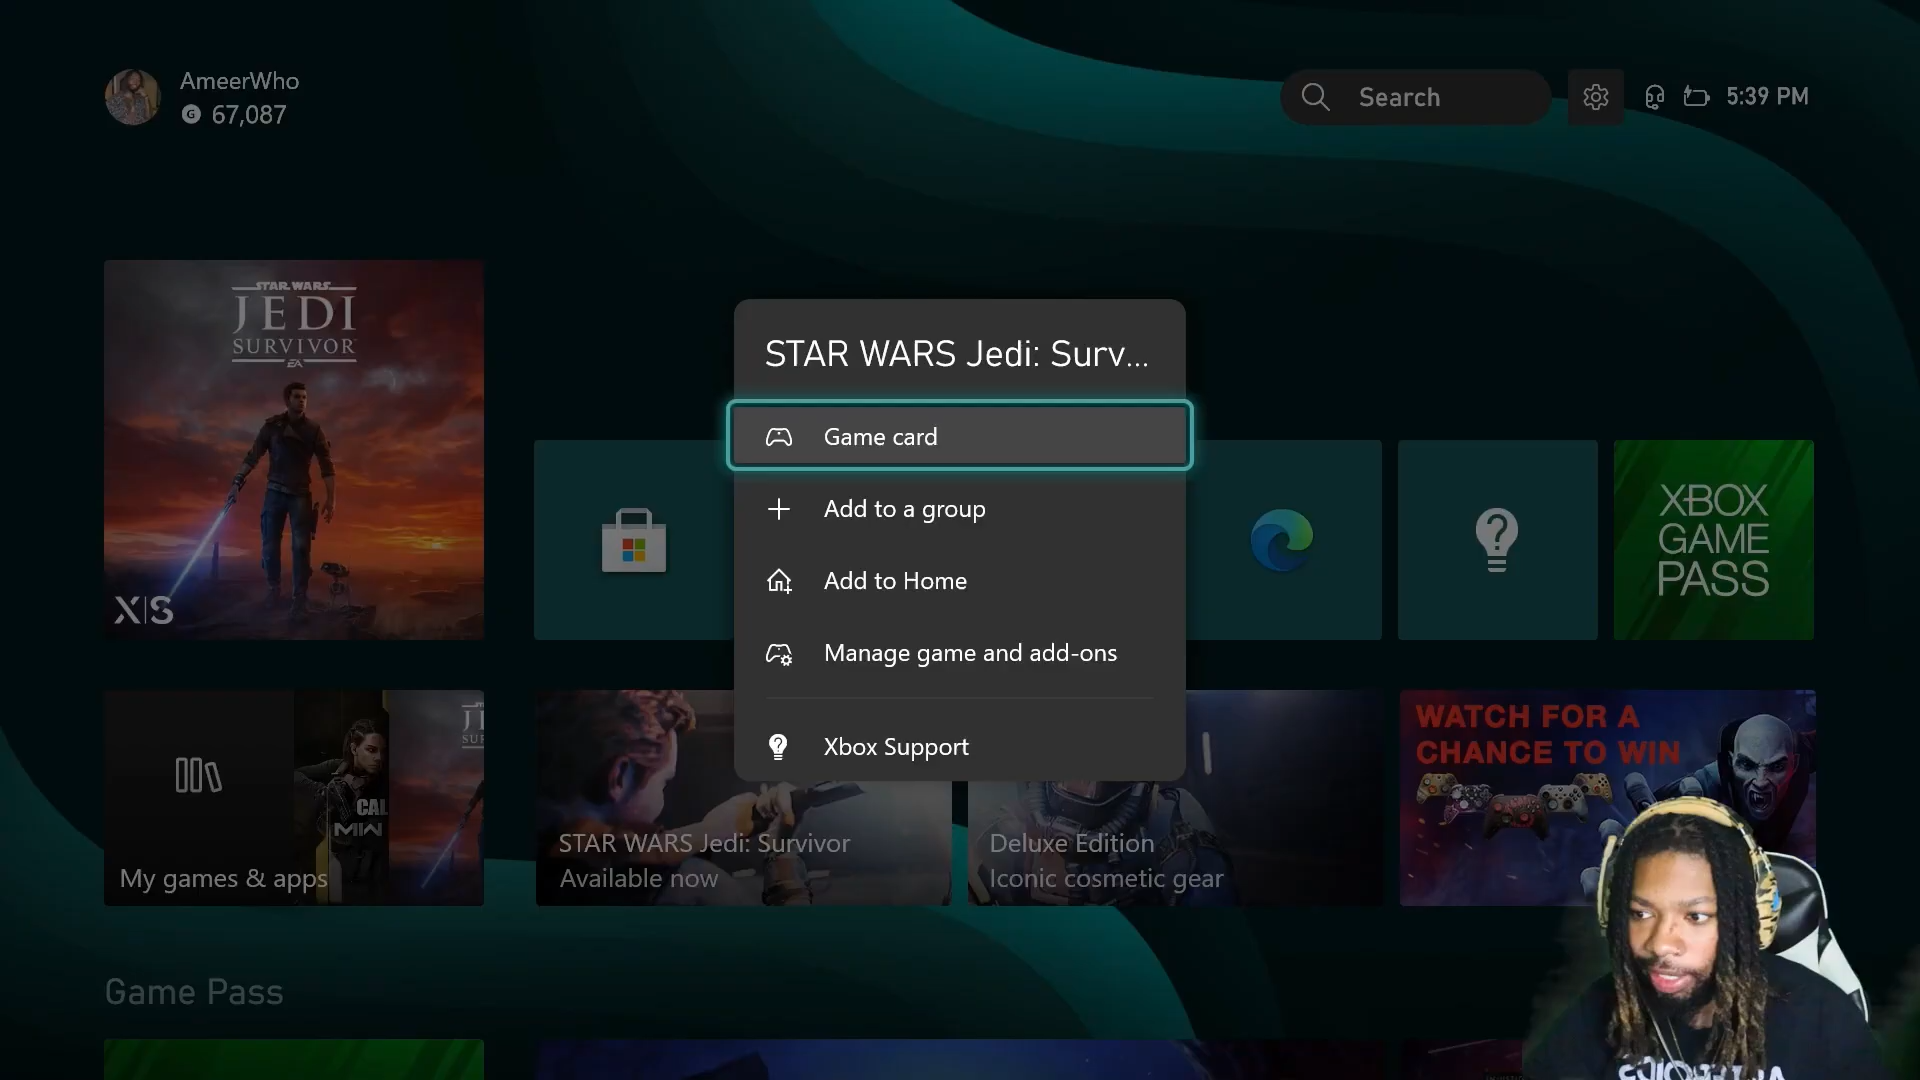 AmeerWho
G 67,087
Search
5:39 PM
STAR WARS
JEDI
SURVIVOR
EA
X|S
STAR WARS Jedi: Surv...
Game card
Add to a group
Add to Home
Manage game and add-ons
Xbox Support
XBOX
GAME
PASS
My games & apps
CAL
MW
STAR WARS Jedi: Survivor
Available now
Deluxe Edition
Iconic cosmetic gear
WATCH FOR A
CHANCE TO WIN
Game Pass